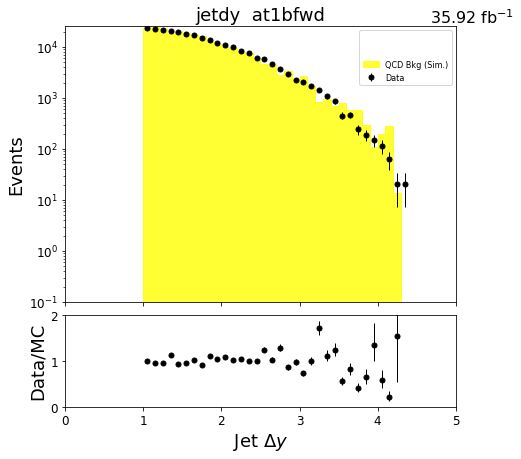 jetdy at1bfwd
35.92 fb⁻¹
QCD Bkg (Sim.)
Data
Events
10⁴
10³
10²
10¹
10⁰
10⁻¹
Data/MC
2
1
0
0 1 2 3 4 5
Jet Δy